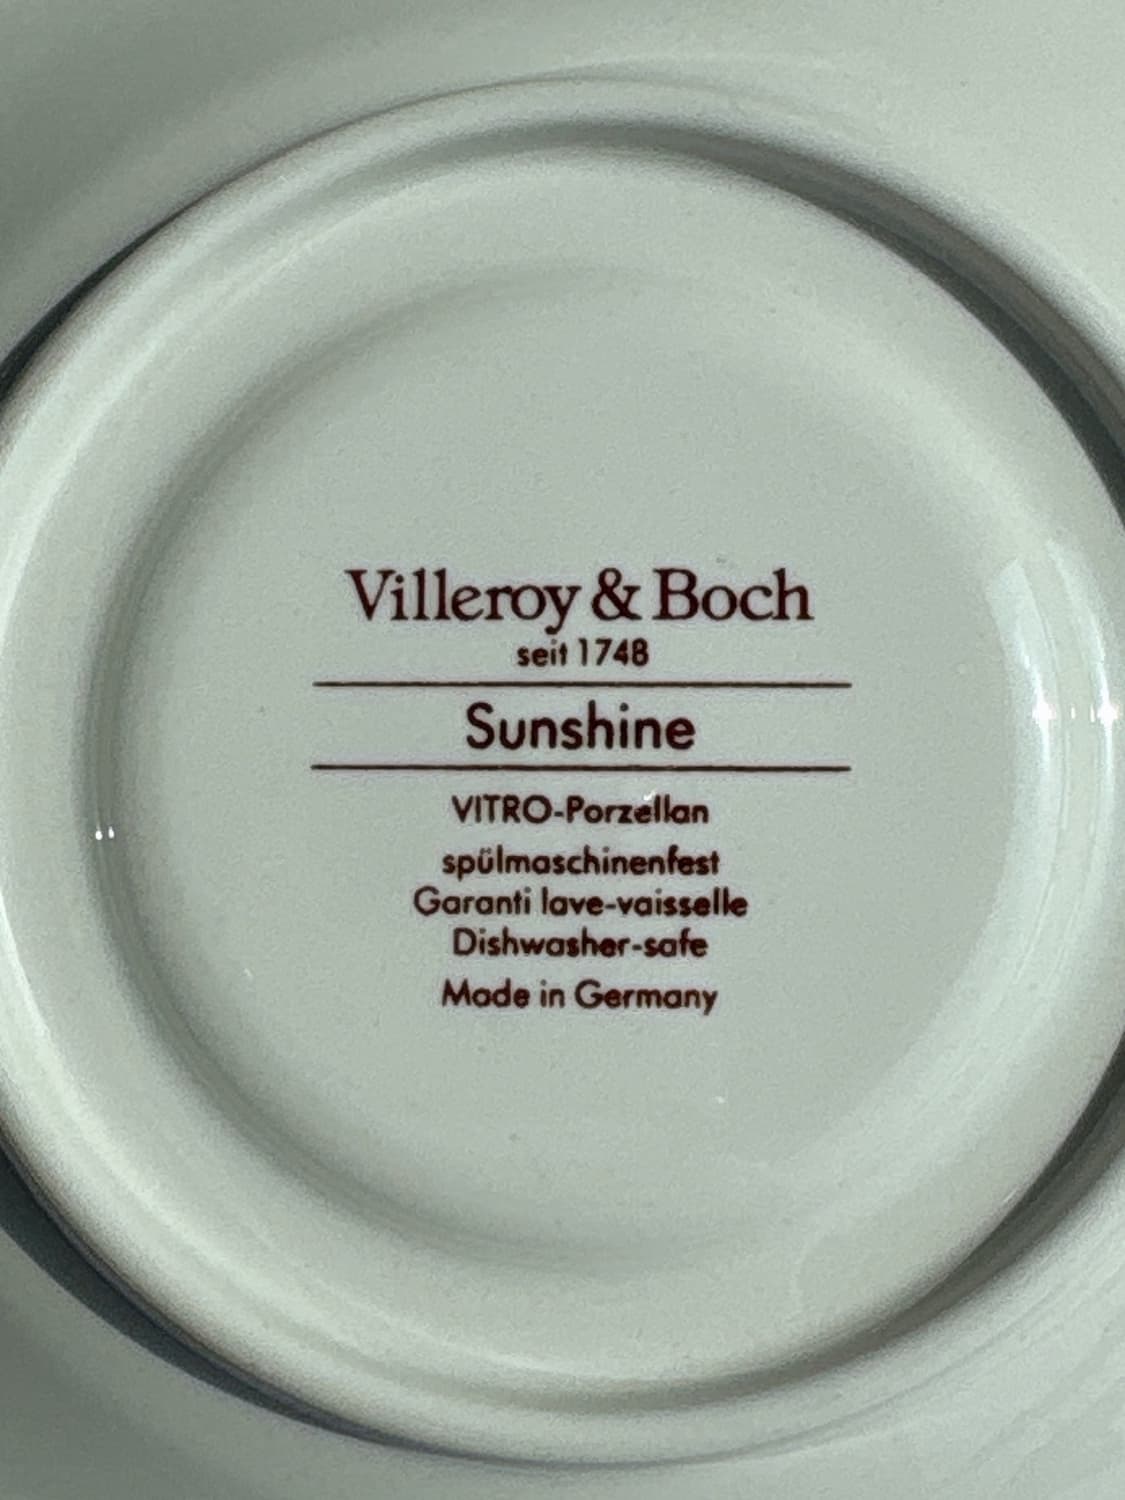 Villeroy & Boch
seit 1748
Sunshine
VITRO-Porzellan
spülmaschinenfest
Garanti lave-vaisselle
Dishwasher-safe
Made in Germany